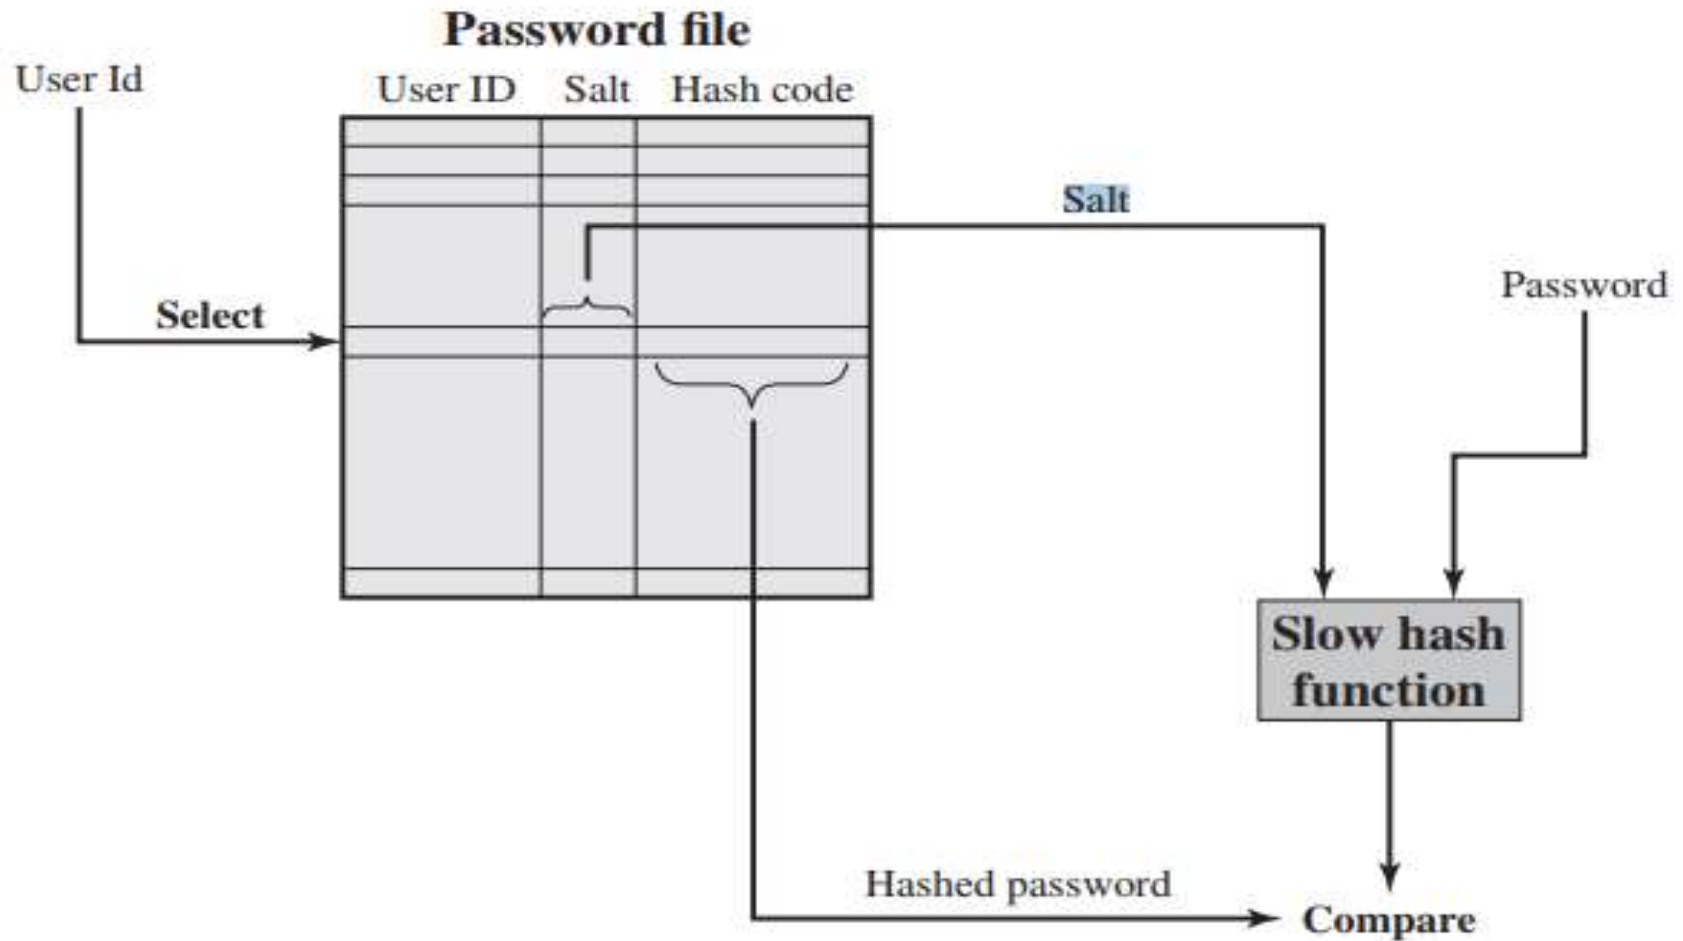 Password file
User Id
User ID Salt Hash code
Salt
Password
Select
Slow hash
function
Hashed password
Compare